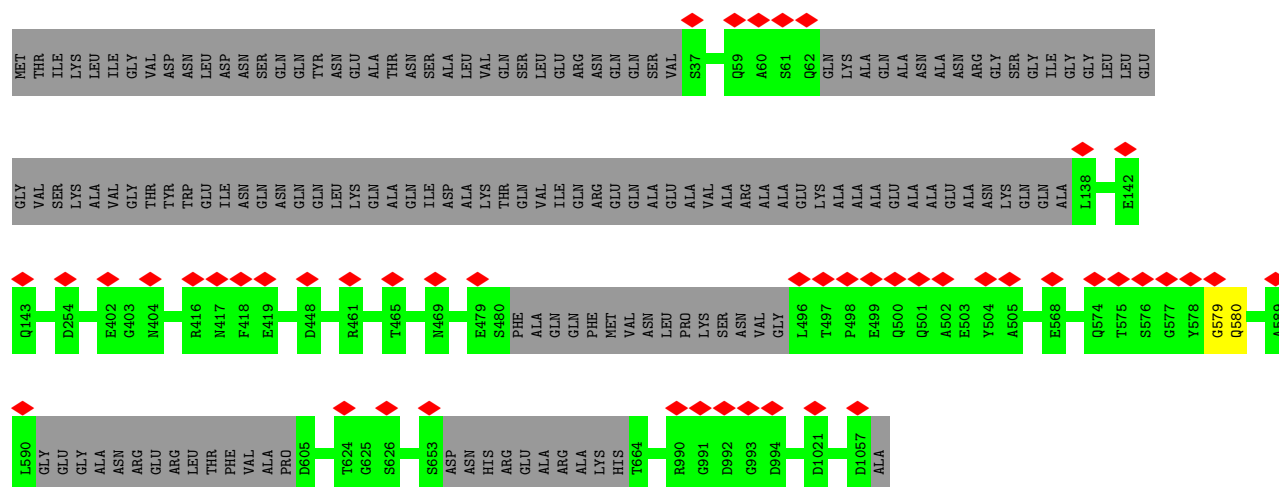 MET THR ILE LYS LEU ILE GLY VAL ASP ASN LEU ASP ASN SER GLN GLN TYR ASN GLU ALA THR ASN SER ALA LEU VAL GLN SER LEU GLU ARG ASN GLN GLN SER VAL S37 Q59 A60 S61 Q62 GLN LYS ALA GLN ALA ASN ALA ASN ARG GLY SER GLY ILE GLY GLY LEU LEU GLU
GLY VAL SER LYS ALA VAL GLY THR TYR TRP GLU ILE ASN GLN ASN GLN GLN LEU LYS GLN ALA GLN ILE ASP ALA LYS THR GLN VAL ILE GLN ARG GLU GLN ALA GLU ALA VAL ALA ARG ALA ALA GLU LYS ALA ALA ALA GLU ALA ALA GLU ALA ASN LYS GLN GLN ALA L138 E142
Q143 D254 E402 G403 N404 R416 N417 F418 E419 D448 R461 T465 N469 E479 S480 PHE ALA GLN GLN PHE MET VAL ASN LEU PRO LYS SER ASN VAL GLY L496 T497 P498 E499 Q500 Q501 A502 E503 Y504 A505 E568 Q574 T575 S576 G577 Y578 G579 Q580 A589
L590 GLY GLU GLY ALA ASN ARG GLU ARG LEU THR PHE VAL ALA PRO D605 T624 G625 S626 S653 ASP ASN HIS ARG GLU ALA ARG ALA LYS HIS T664 R990 G991 D992 G993 D994 D1021 D1057 ALA